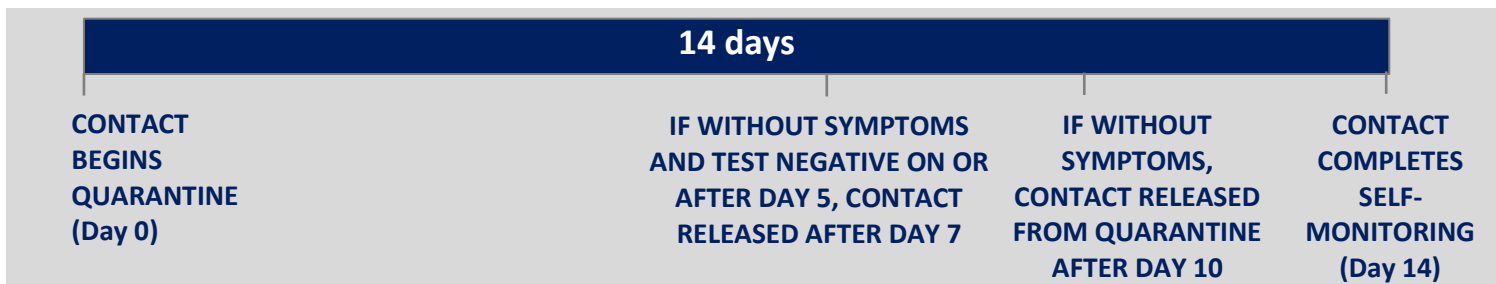 14 days
CONTACT
BEGINS
QUARANTINE
(Day 0)
IF WITHOUT SYMPTOMS
AND TEST NEGATIVE ON OR
AFTER DAY 5, CONTACT
RELEASED AFTER DAY 7
IF WITHOUT
SYMPTOMS,
CONTACT RELEASED
FROM QUARANTINE
AFTER DAY 10
CONTACT
COMPLETES
SELF-
MONITORING
(Day 14)